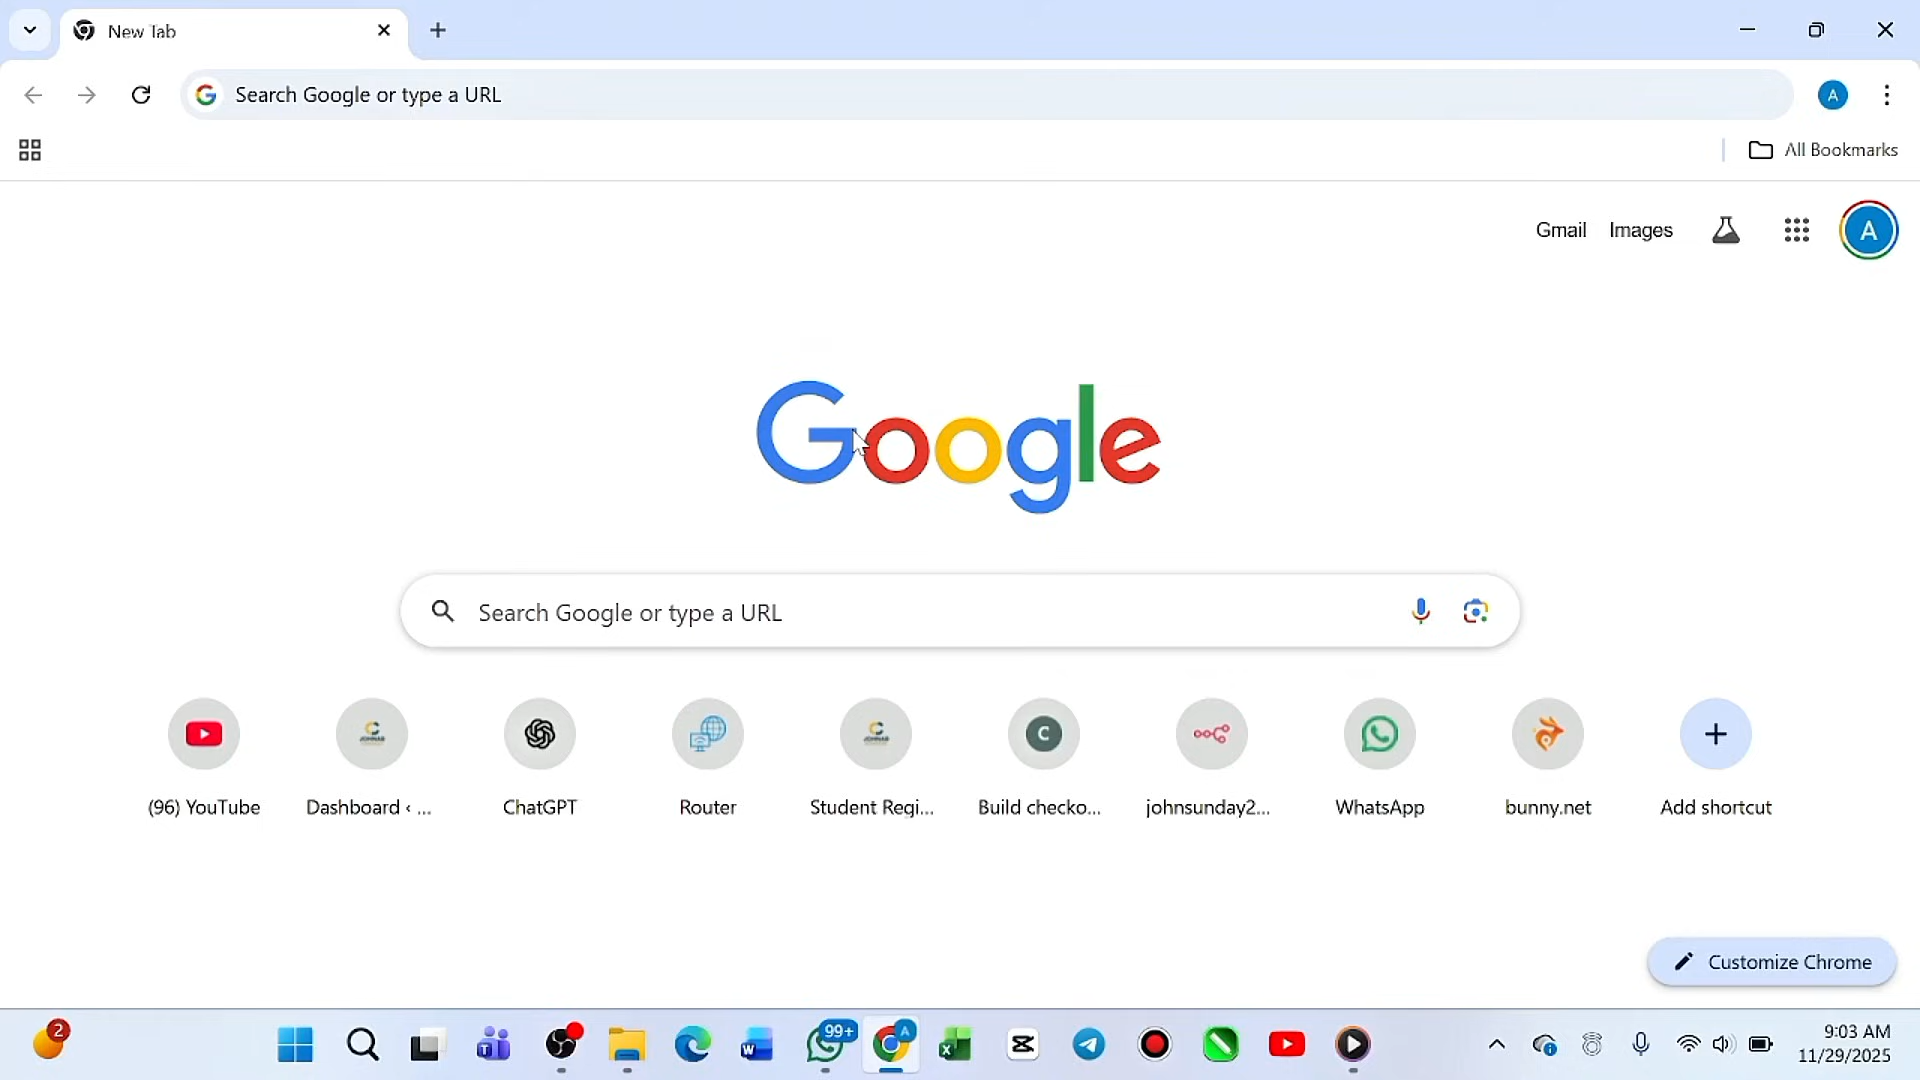 New Tab
Search Google or type a URL
All Bookmarks
A
Gmail Images
A
Google
Search Google or type a URL
C
(96) YouTube Dashboard ‹ ... ChatGPT Router Student Regi... Build checko... johnsunday2... WhatsApp bunny.net Add shortcut
Customize Chrome
2
99+
A
9:03 AM
11/29/2025